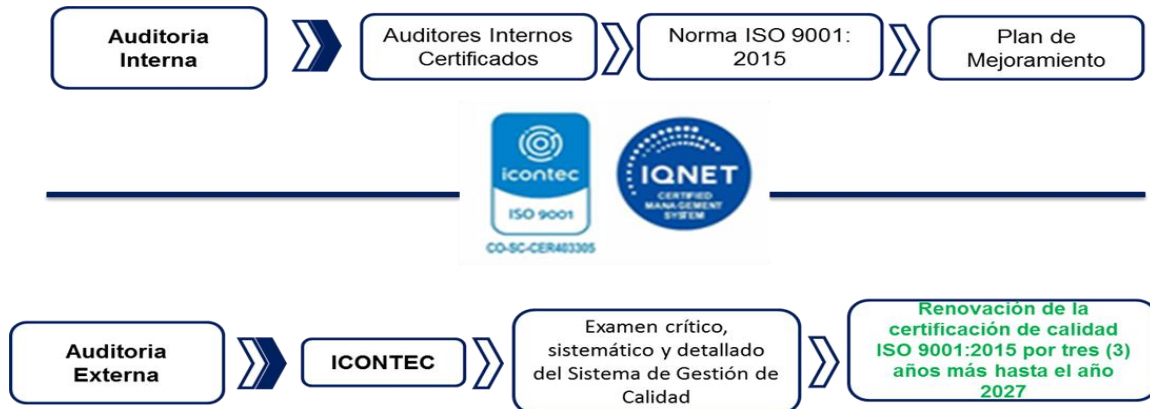 Auditoria
Interna
Auditores Internos
Certificados
Norma ISO 9001:
2015
Plan de
Mejoramiento
icontec
ISO 9001
CO-SC-CER403305
IQNET
CERTIFIED
MANAGEMENT
SYSTEM
Auditoria
Externa
ICONTEC
Examen crítico,
sistemático y detallado
del Sistema de Gestión de
Calidad
Renovación de la
certificación de calidad
ISO 9001:2015 por tres (3)
años más hasta el año
2027